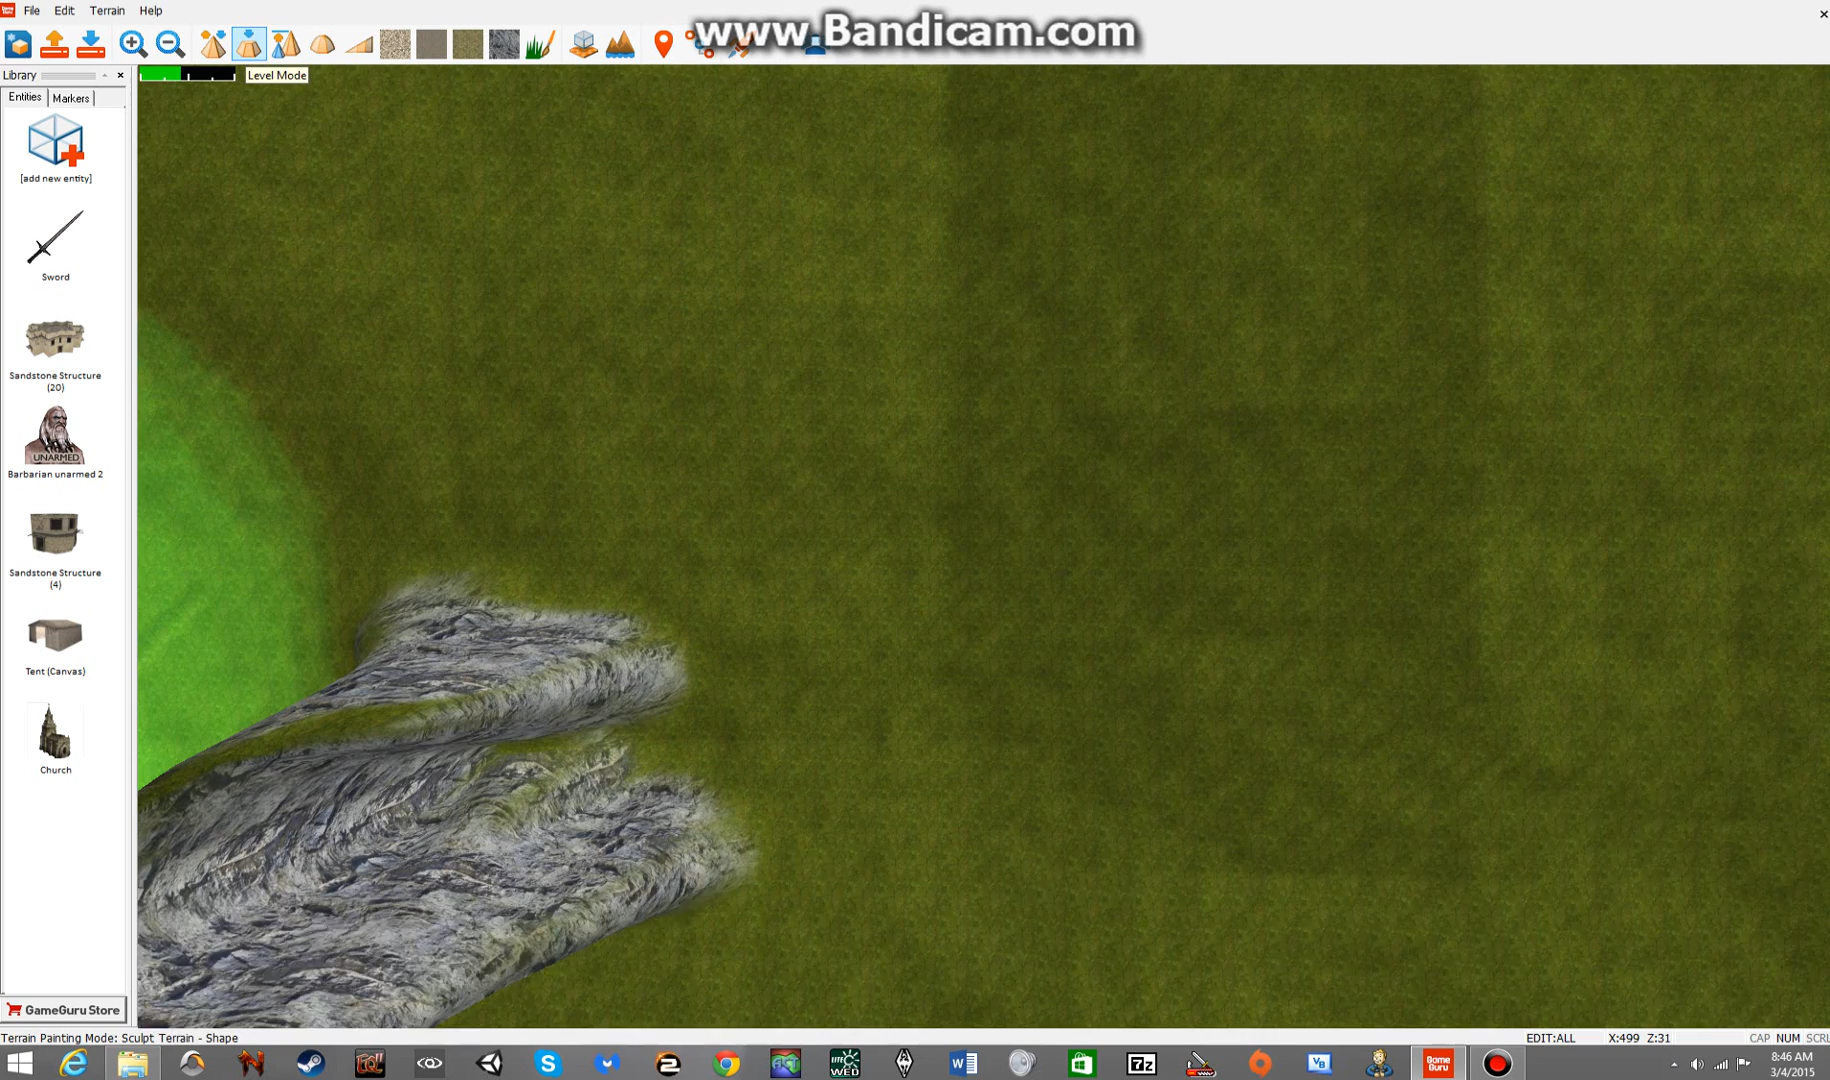 File Edit Terrain Help
www.Bandicam.com
Library
Level Mode
Entities Markers
[add new entity]
Sword
Sandstone Structure
(20)
UNARMED
Barbarian unarmed 2
Sandstone Structure
(4)
Tent (Canvas)
Church
GameGuru Store
Terrain Painting Mode: Sculpt Terrain - Shape
EDIT:ALL X:499 Z:31 CAP NUM SCRL
8:46 AM
3/4/2015